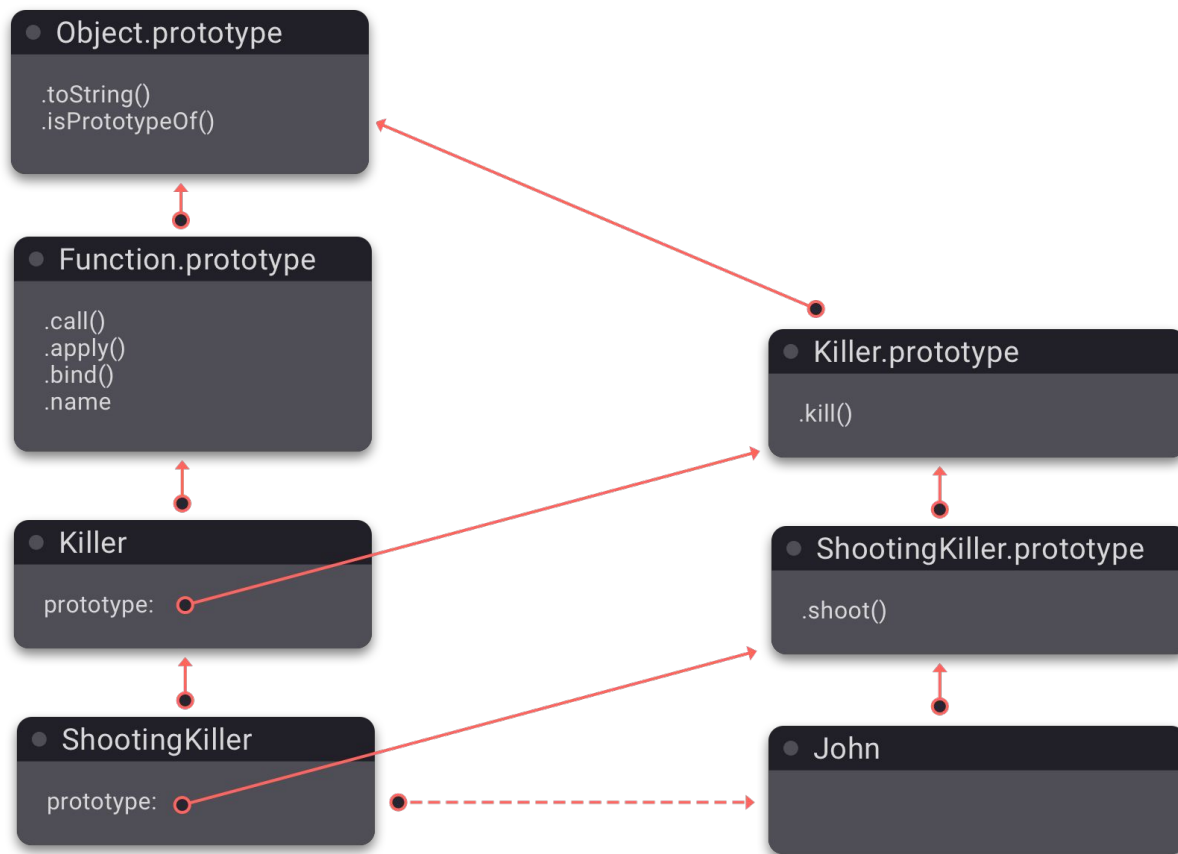 Object.prototype
.toString()
.isPrototypeOf()
Function.prototype
.call()
.apply()
.bind()
.name
Killer
prototype:
ShootingKiller
prototype:
Killer.prototype
.kill()
ShootingKiller.prototype
.shoot()
John